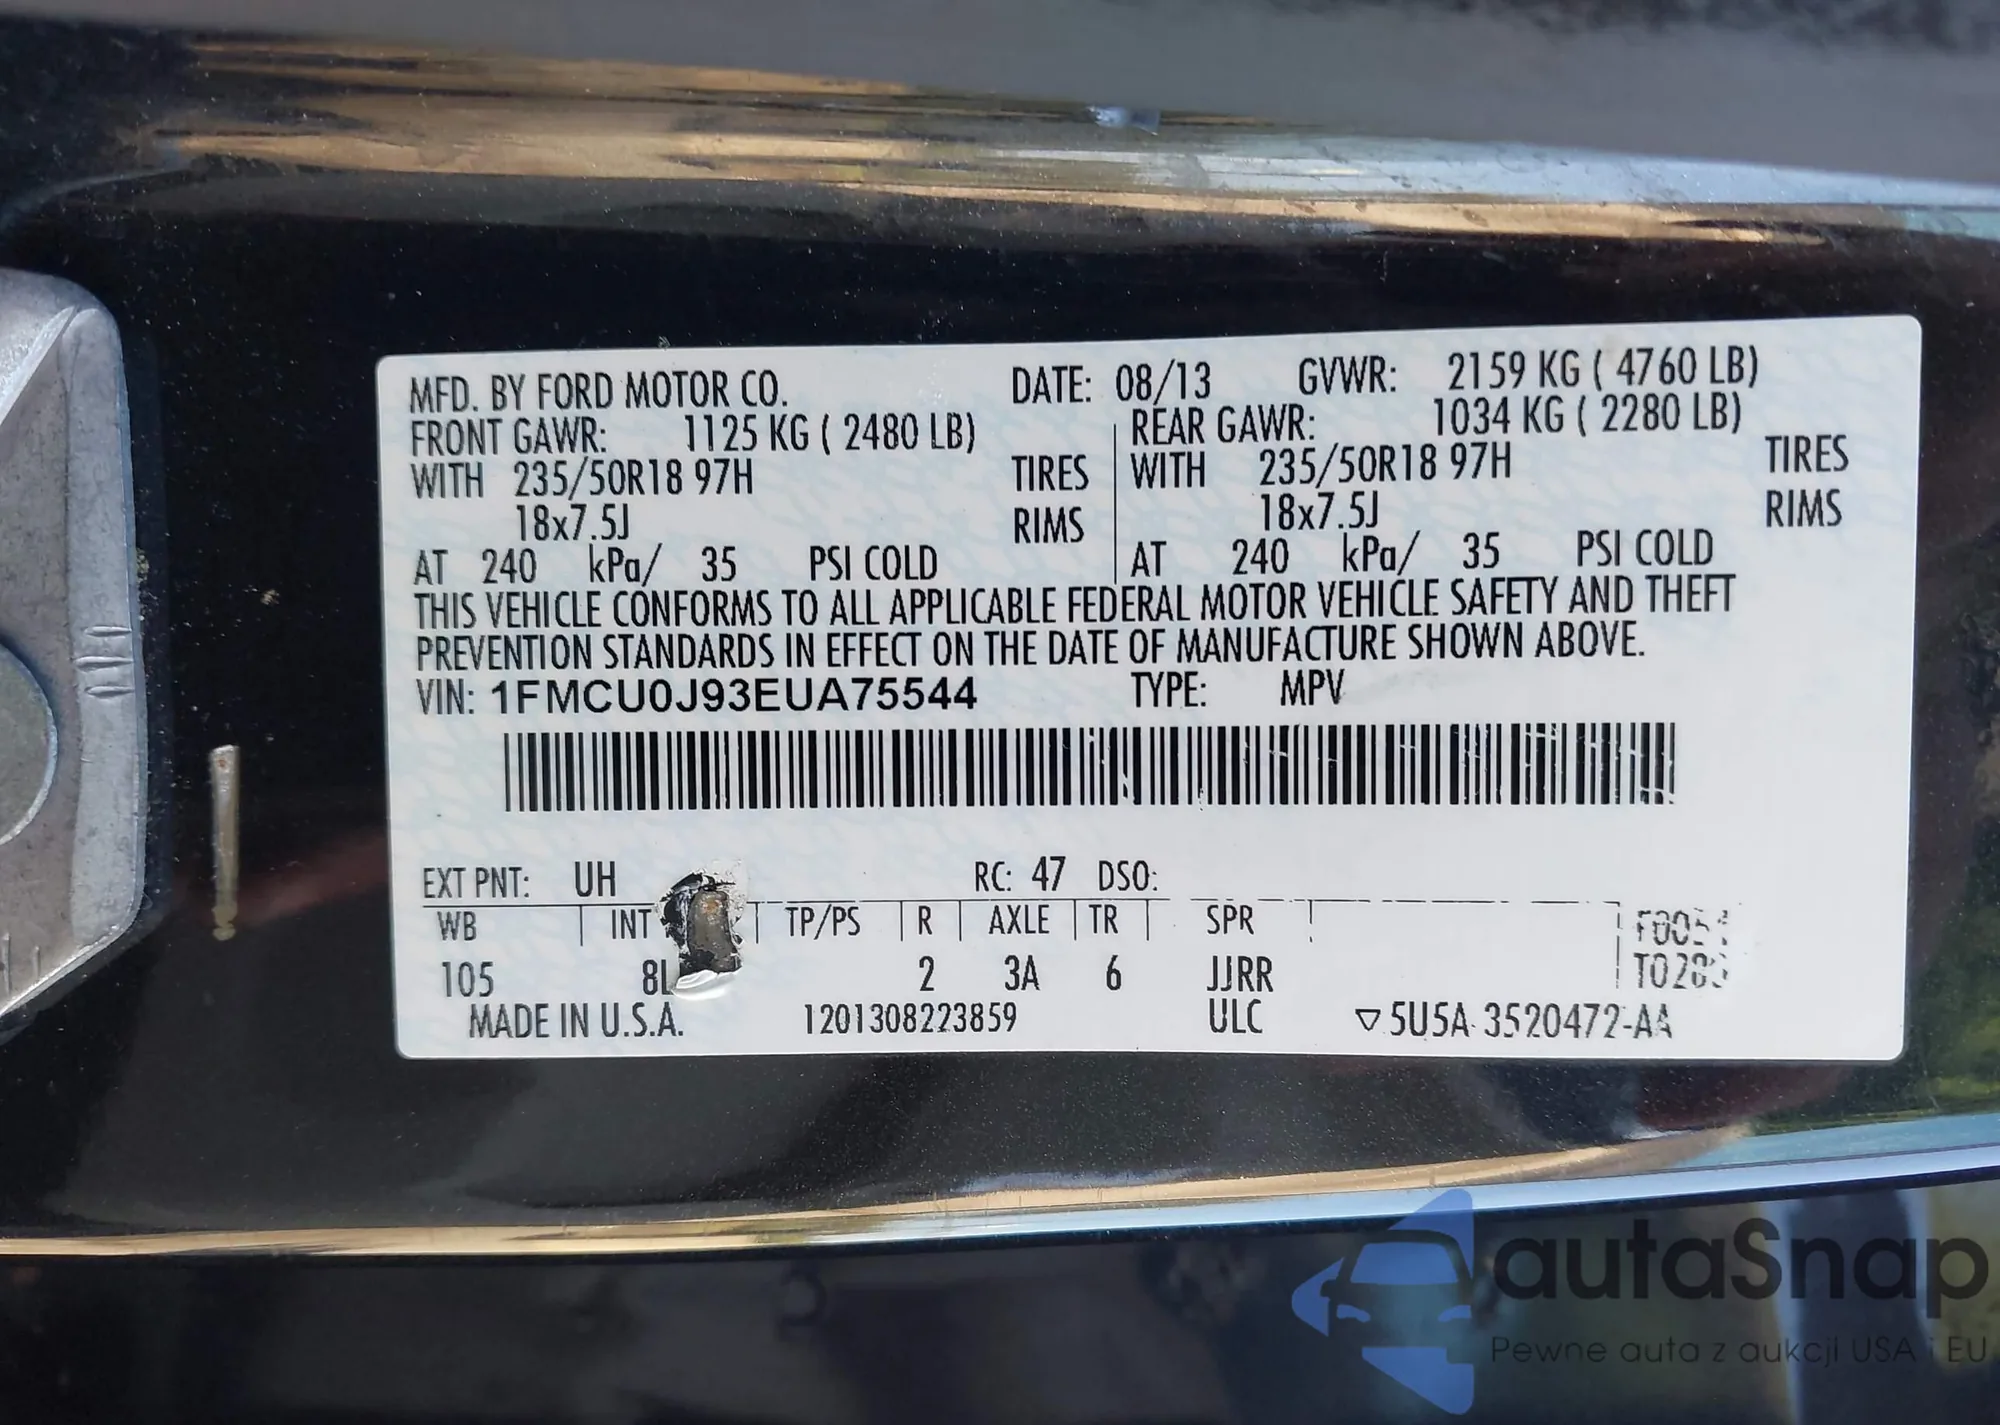 MFD. BY FORD MOTOR CO. DATE: 08/13 GVWR: 2159 KG ( 4760 LB)
FRONT GAWR: 1125 KG ( 2480 LB) REAR GAWR: 1034 KG ( 2280 LB)
WITH 235/50R18 97H TIRES WITH 235/50R18 97H TIRES
18x7.5J RIMS 18x7.5J RIMS
AT 240 kPa/ 35 PSI COLD AT 240 kPa/ 35 PSI COLD
THIS VEHICLE CONFORMS TO ALL APPLICABLE FEDERAL MOTOR VEHICLE SAFETY AND THEFT
PREVENTION STANDARDS IN EFFECT ON THE DATE OF MANUFACTURE SHOWN ABOVE.
VIN: 1FMCU0J93EUA75544 TYPE: MPV
EXT PNT: UH RC: 47 DSO:
WB INT TP/PS R AXLE TR SPR
105 8L 2 3A 6 JJRR
MADE IN U.S.A. 1201308223859 ULC ▽5U5A-3520472-AA
autaSnap
Pewne auta z aukcji USA i EU